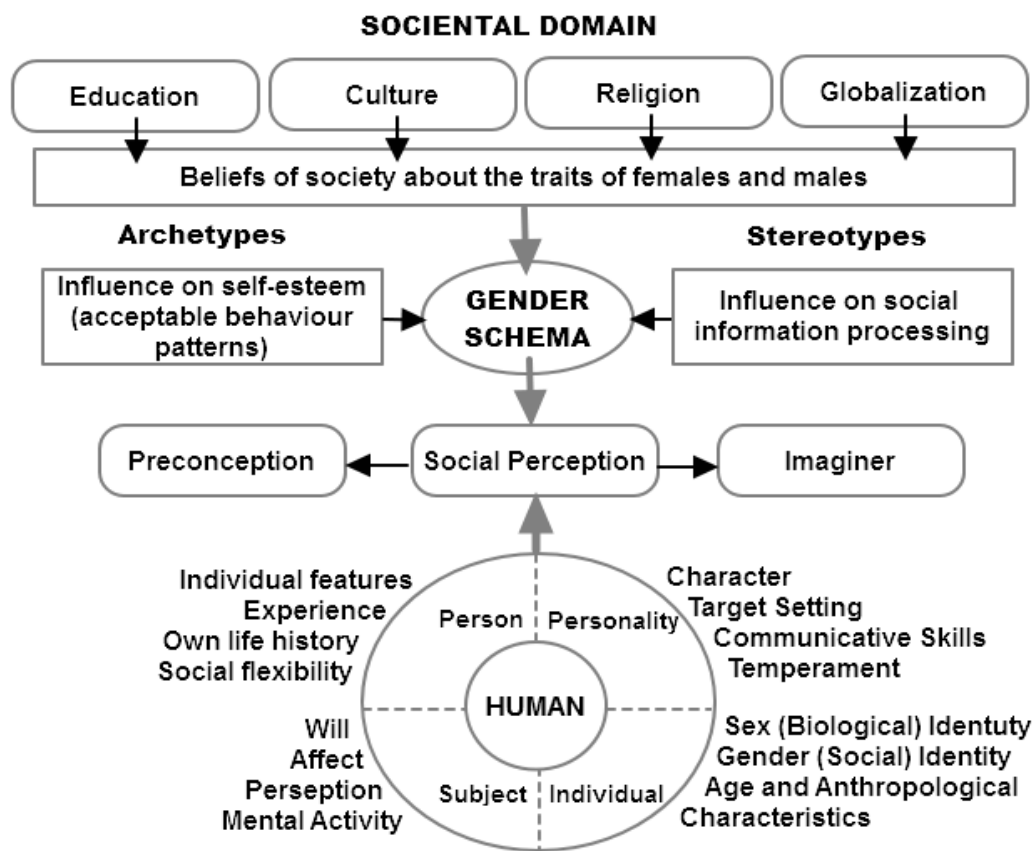 SOCIENTAL DOMAIN
Education
Culture
Religion
Globalization
Beliefs of society about the traits of females and males
Archetypes
Stereotypes
Influence on self-esteem
(acceptable behaviour
patterns)
GENDER
SCHEMA
Influence on social
information processing
Preconception
Social Perception
Imaginer
Individual features
Experience
Own life history
Social flexibility
Person
Personality
Character
Target Setting
Communicative Skills
Temperament
HUMAN
Will
Affect
Perseption
Mental Activity
Subject
Individual
Sex (Biological) Identuty
Gender (Social) Identity
Age and Anthropological
Characteristics